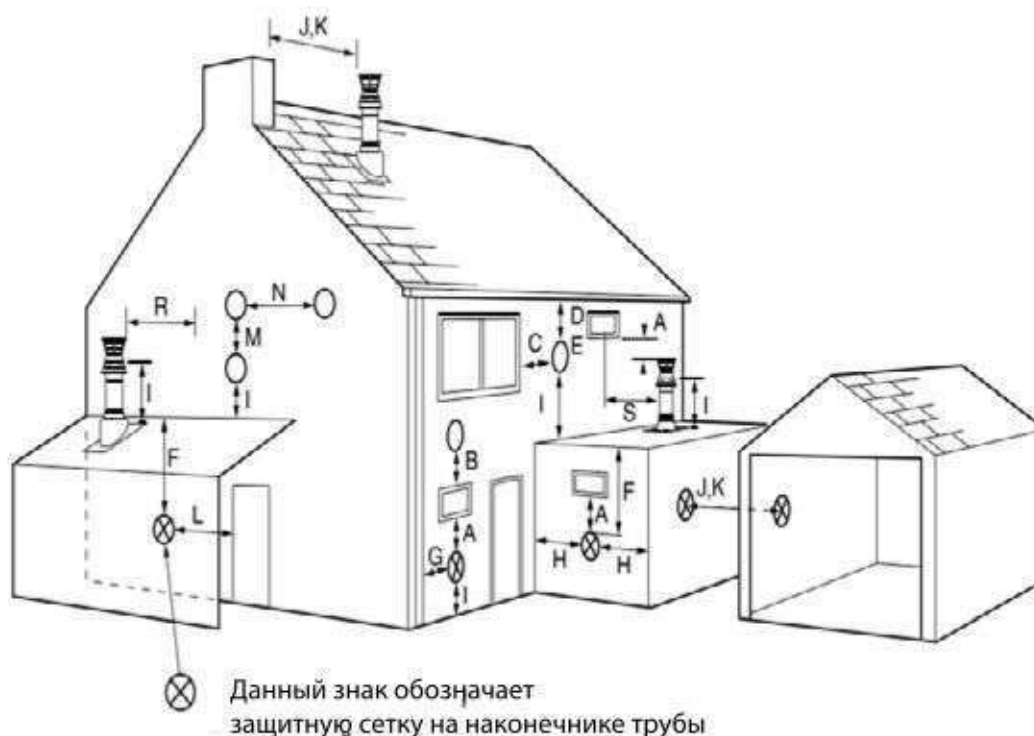 J,K
R
N
M
I
I
F
L
D
E
A
C
I
S
I
B
A
G
I
F
A
H
H
J,K
Данный знак обозначает
защитную сетку на наконечнике трубы